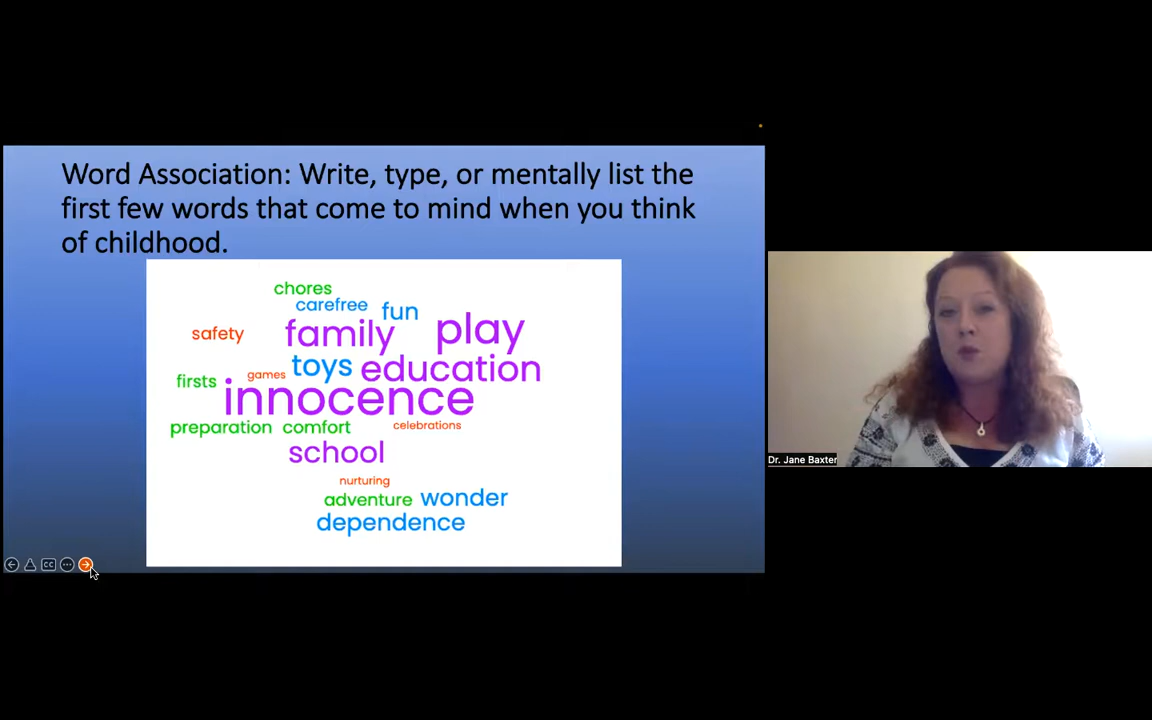 Word Association: Write, type, or mentally list the
first few words that come to mind when you think
of childhood.
chores
carefree fun
safety family play
toys education
firsts games
innocence
preparation comfort celebrations
school
nurturing
adventure wonder
dependence
CC
Dr. Jane Baxter